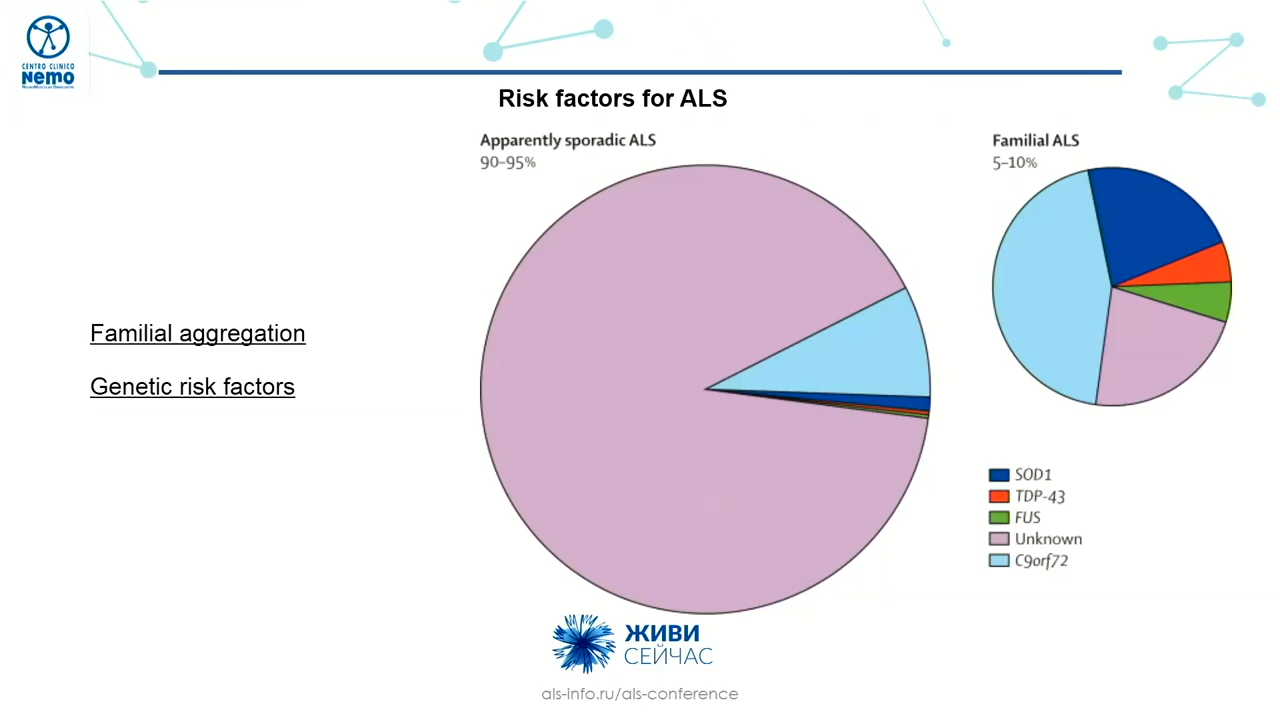 CENTRO CLINICO
Nemo
Risk factors for ALS
Apparently sporadic ALS
90–95%
Familial ALS
5–10%
Familial aggregation
Genetic risk factors
SOD1
TDP-43
FUS
Unknown
C9orf72
ЖИВИ
СЕЙЧАС
als-info.ru/als-conference